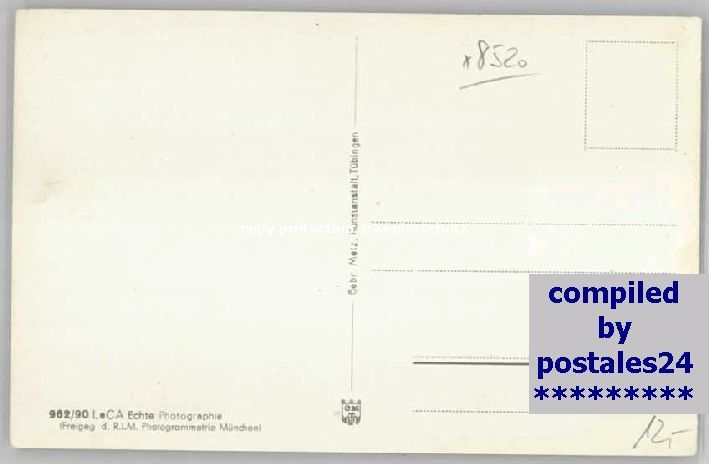 x8520
Gebr. Metz, Kunstanstalt, Tübingen
copy protection @ Kopierschutz
compiled
by
postales24
*********
962/90 LeCA Echte Photographie
(Freigeg. d. R.L.M. Photogrammetrie München)
12,-